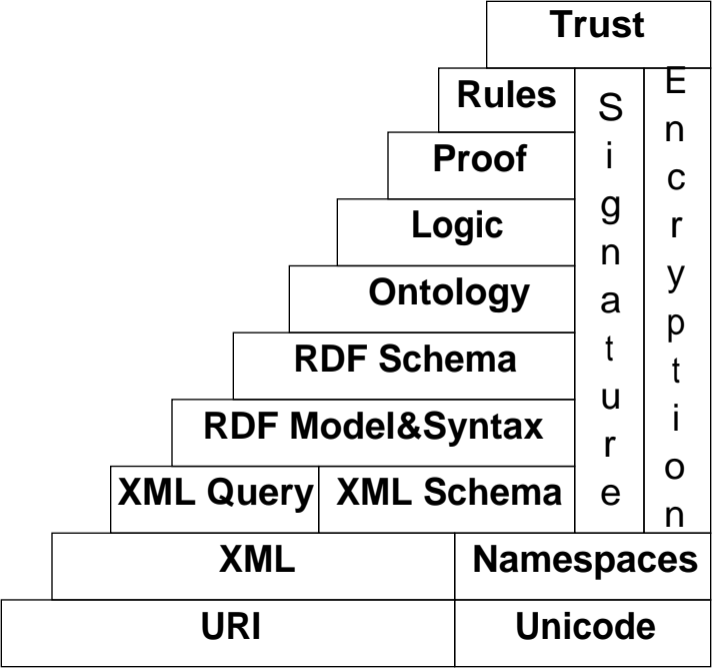 Trust
Rules
Proof
Logic
Ontology
RDF Schema
RDF Model&Syntax
XML Query XML Schema
Signature
Encryption
XML Namespaces
URI Unicode